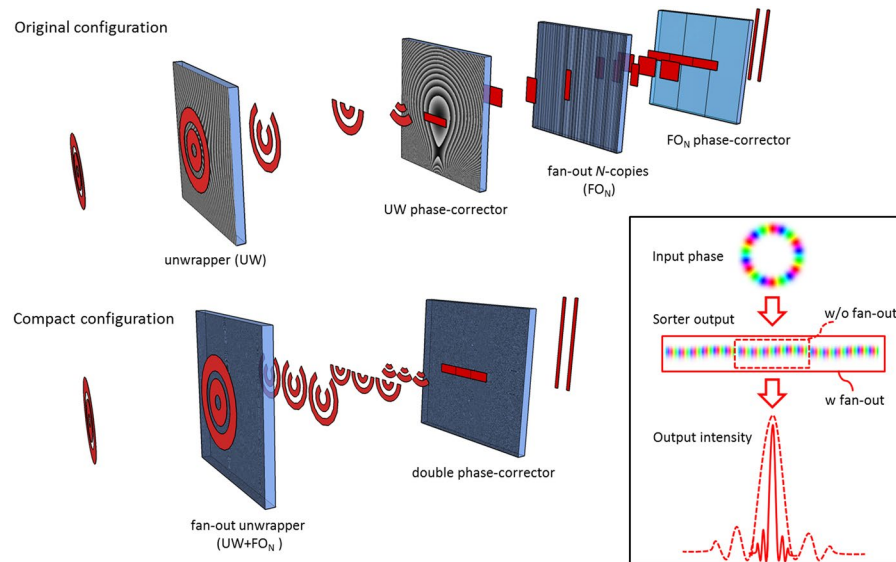 Original configuration
unwrapper (UW)
UW phase-corrector
fan-out N-copies
(FON)
FON phase-corrector
Compact configuration
fan-out unwrapper
(UW+FON )
double phase-corrector
Input phase
Sorter output
w/o fan-out
w fan-out
Output intensity